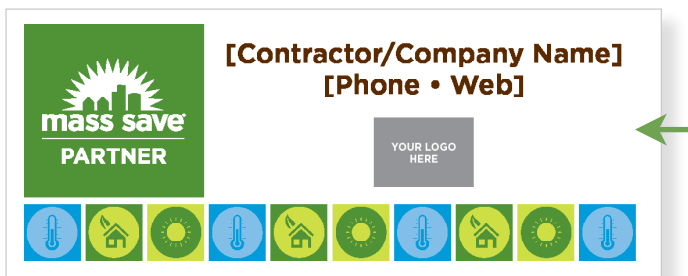 mass save
PARTNER
[Contractor/Company Name]
[Phone • Web]
YOUR LOGO
HERE